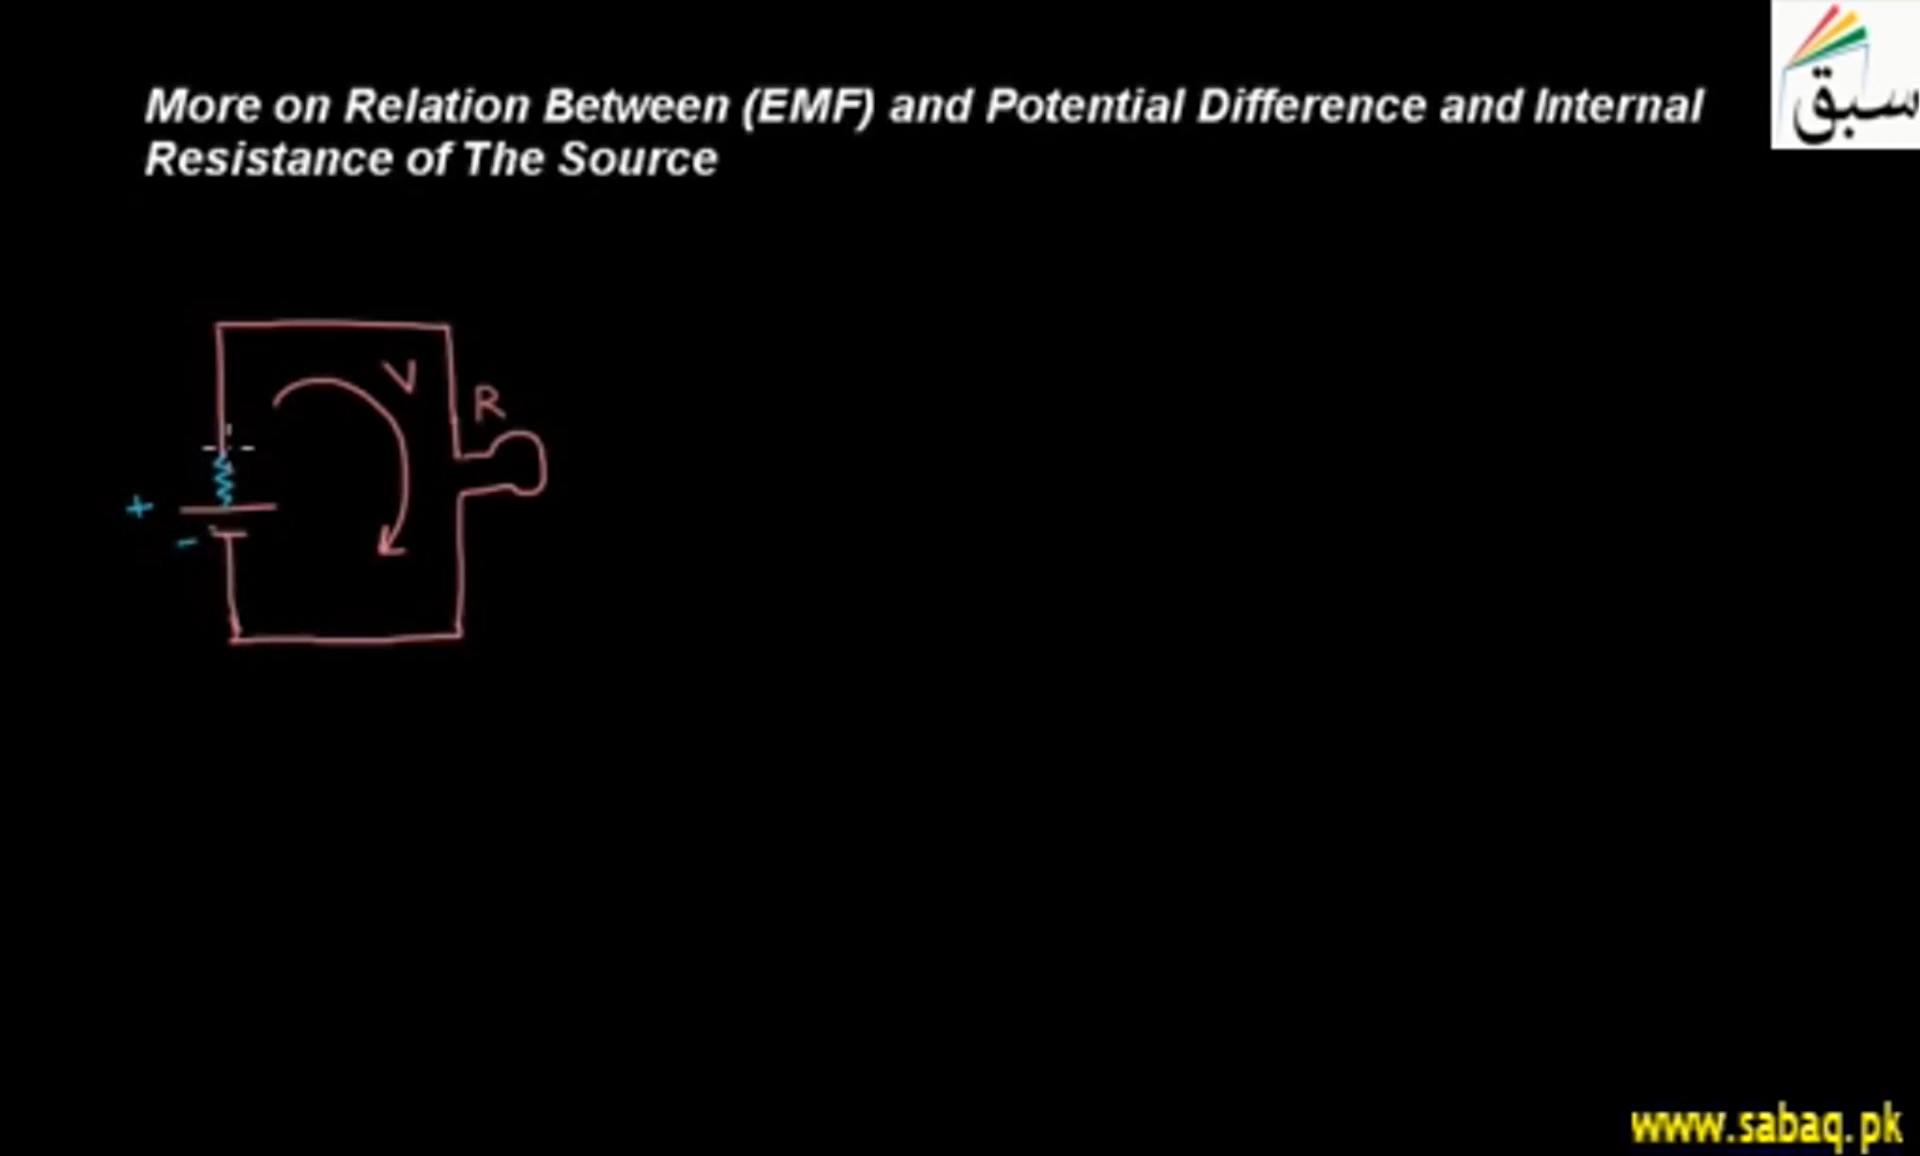 More on Relation Between (EMF) and Potential Difference and Internal
Resistance of The Source
سبق
V
R
+
-
www.sabaq.pk